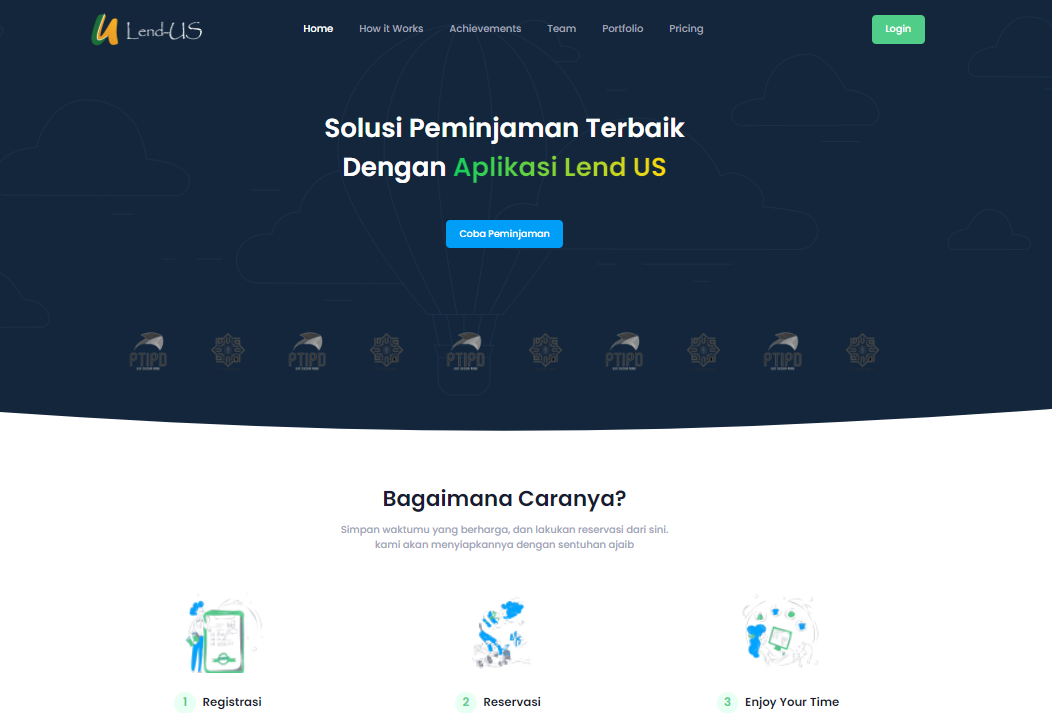 Lend-US
Home How it Works Achievements Team Portfolio Pricing Login
Solusi Peminjaman Terbaik
Dengan Aplikasi Lend US
Coba Peminjaman
PTIPD PTIPD PTIPD PTIPD PTIPD
Bagaimana Caranya?
Simpan waktumu yang berharga, dan lakukan reservasi dari sini.
kami akan menyiapkannya dengan sentuhan ajaib
1 Registrasi 2 Reservasi 3 Enjoy Your Time